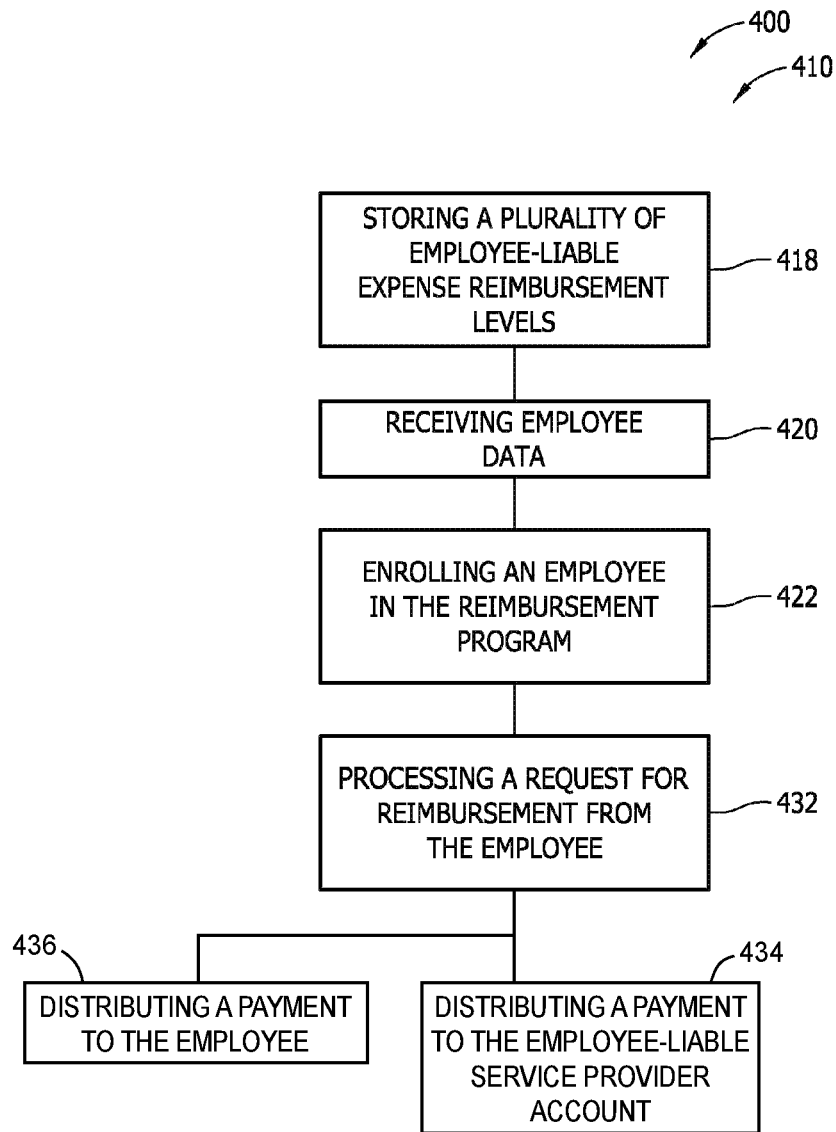 400
410
STORING A PLURALITY OF
EMPLOYEE-LIABLE
EXPENSE REIMBURSEMENT
LEVELS
418
RECEIVING EMPLOYEE
DATA
420
ENROLLING AN EMPLOYEE
IN THE REIMBURSEMENT
PROGRAM
422
PROCESSING A REQUEST FOR
REIMBURSEMENT FROM
THE EMPLOYEE
432
436
DISTRIBUTING A PAYMENT
TO THE EMPLOYEE
434
DISTRIBUTING A PAYMENT
TO THE EMPLOYEE-LIABLE
SERVICE PROVIDER
ACCOUNT